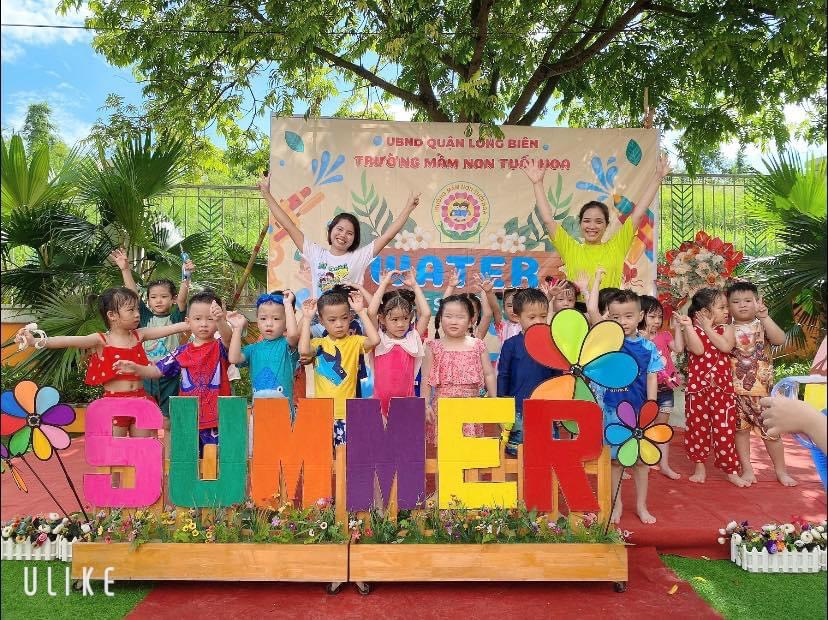 UBND QUẬN LONG BIÊN
TRƯỜNG MẦM NON TUỔI HOA
WATER
SUMMER
ULIKE